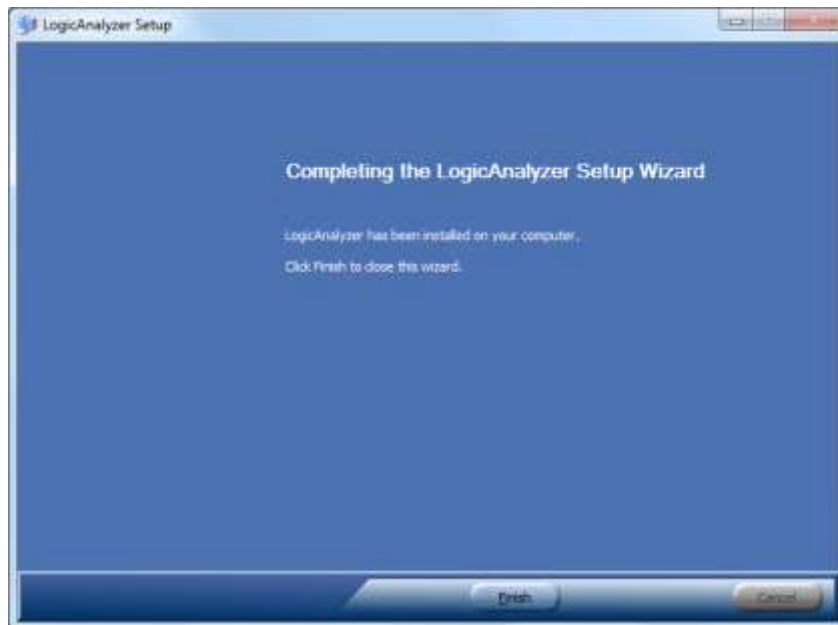 LogicAnalyzer Setup
Completing the LogicAnalyzer Setup Wizard
LogicAnalyzer has been installed on your computer.
Click Finish to close this wizard.
Finish
Cancel